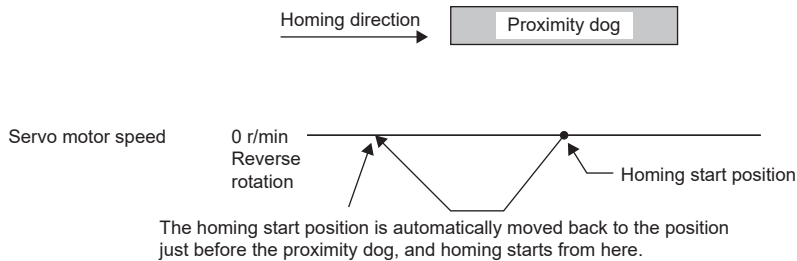 Homing direction
Proximity dog
Servo motor speed
0 r/min
Reverse
rotation
Homing start position
The homing start position is automatically moved back to the position
just before the proximity dog, and homing starts from here.